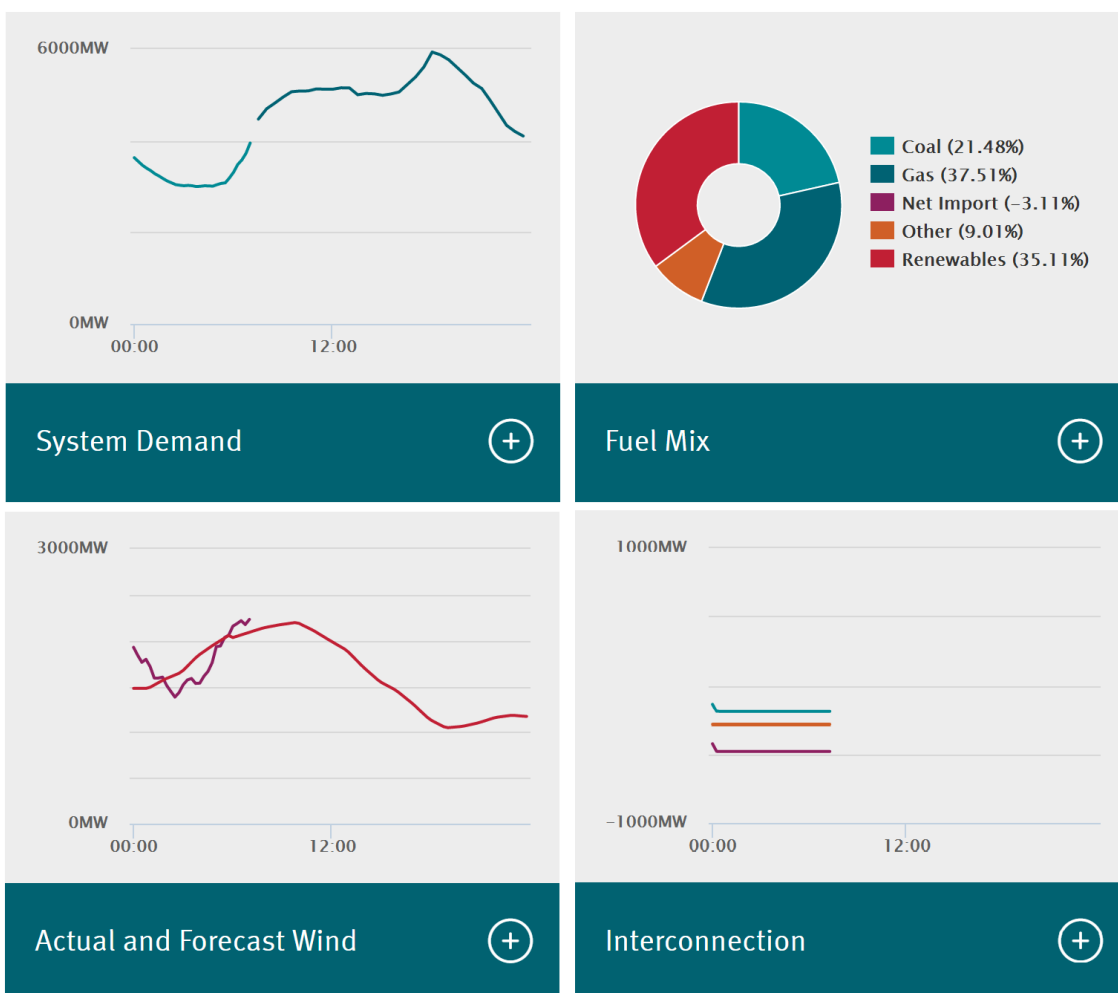 6000MW
0MW
00:00 12:00
System Demand
Coal (21.48%)
Gas (37.51%)
Net Import (−3.11%)
Other (9.01%)
Renewables (35.11%)
Fuel Mix
3000MW
0MW
00:00 12:00
Actual and Forecast Wind
1000MW
−1000MW
00:00 12:00
Interconnection